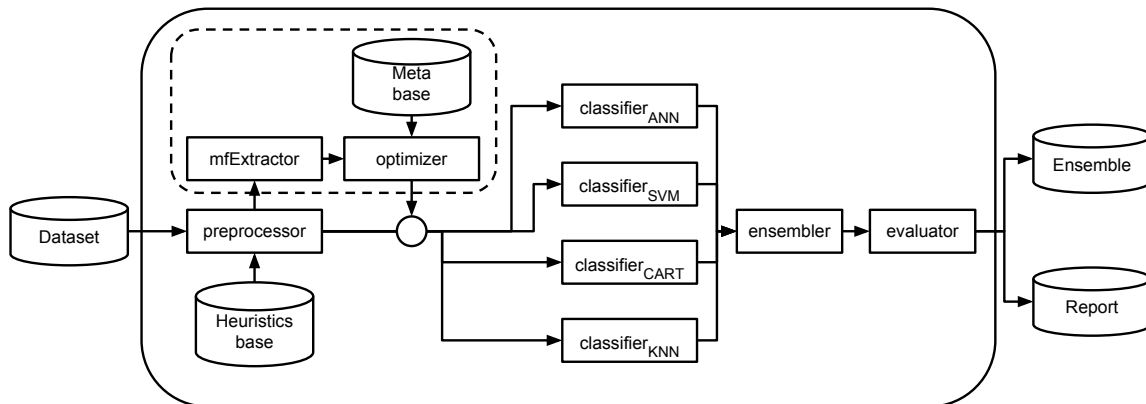 Meta
base
mfExtractor
optimizer
Dataset
preprocessor
Heuristics
base
classifierANN
classifierSVM
classifierCART
classifierKNN
ensembler
evaluator
Ensemble
Report